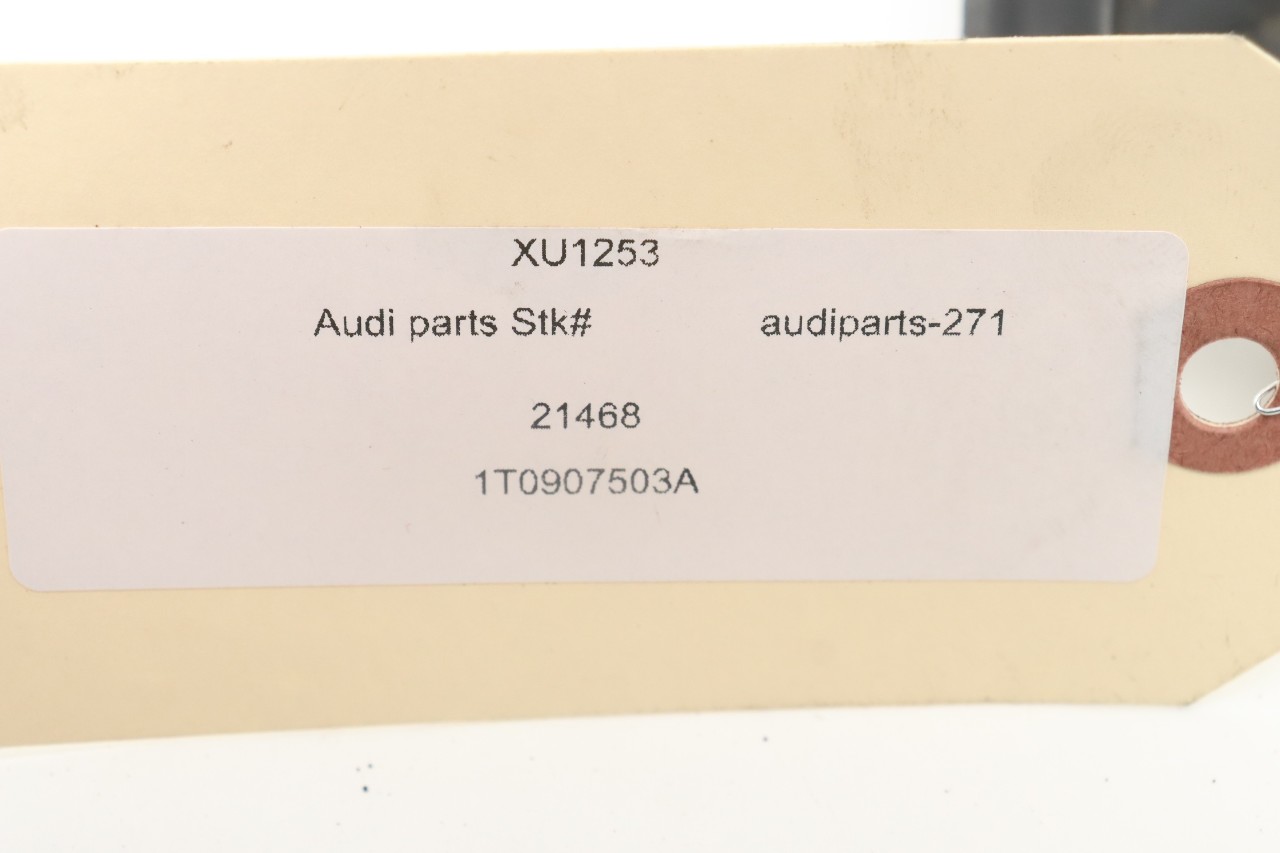 XU1253
Audi parts Stk# audiparts-271
21468
1T0907503A